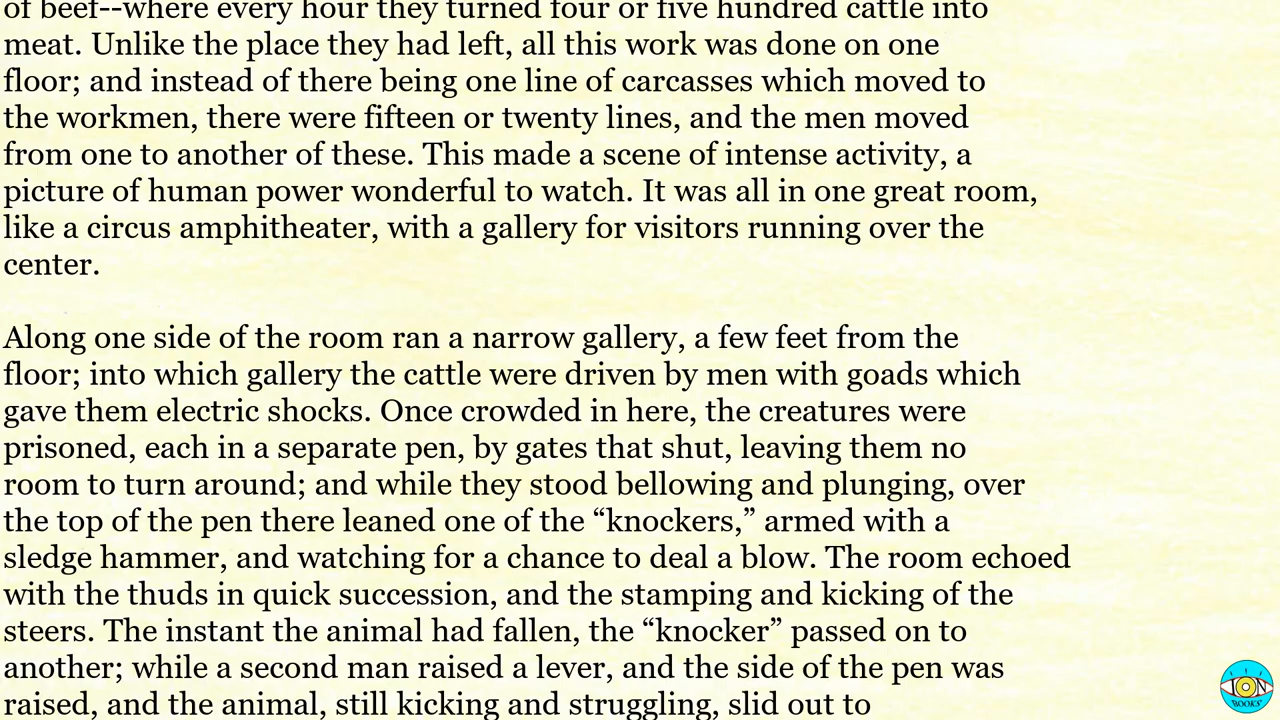 of beef--where every hour they turned four or five hundred cattle into
meat. Unlike the place they had left, all this work was done on one
floor; and instead of there being one line of carcasses which moved to
the workmen, there were fifteen or twenty lines, and the men moved
from one to another of these. This made a scene of intense activity, a
picture of human power wonderful to watch. It was all in one great room,
like a circus amphitheater, with a gallery for visitors running over the
center.
Along one side of the room ran a narrow gallery, a few feet from the
floor; into which gallery the cattle were driven by men with goads which
gave them electric shocks. Once crowded in here, the creatures were
prisoned, each in a separate pen, by gates that shut, leaving them no
room to turn around; and while they stood bellowing and plunging, over
the top of the pen there leaned one of the “knockers,” armed with a
sledge hammer, and watching for a chance to deal a blow. The room echoed
with the thuds in quick succession, and the stamping and kicking of the
steers. The instant the animal had fallen, the “knocker” passed on to
another; while a second man raised a lever, and the side of the pen was
raised, and the animal, still kicking and struggling, slid out to
ION
BOOKS